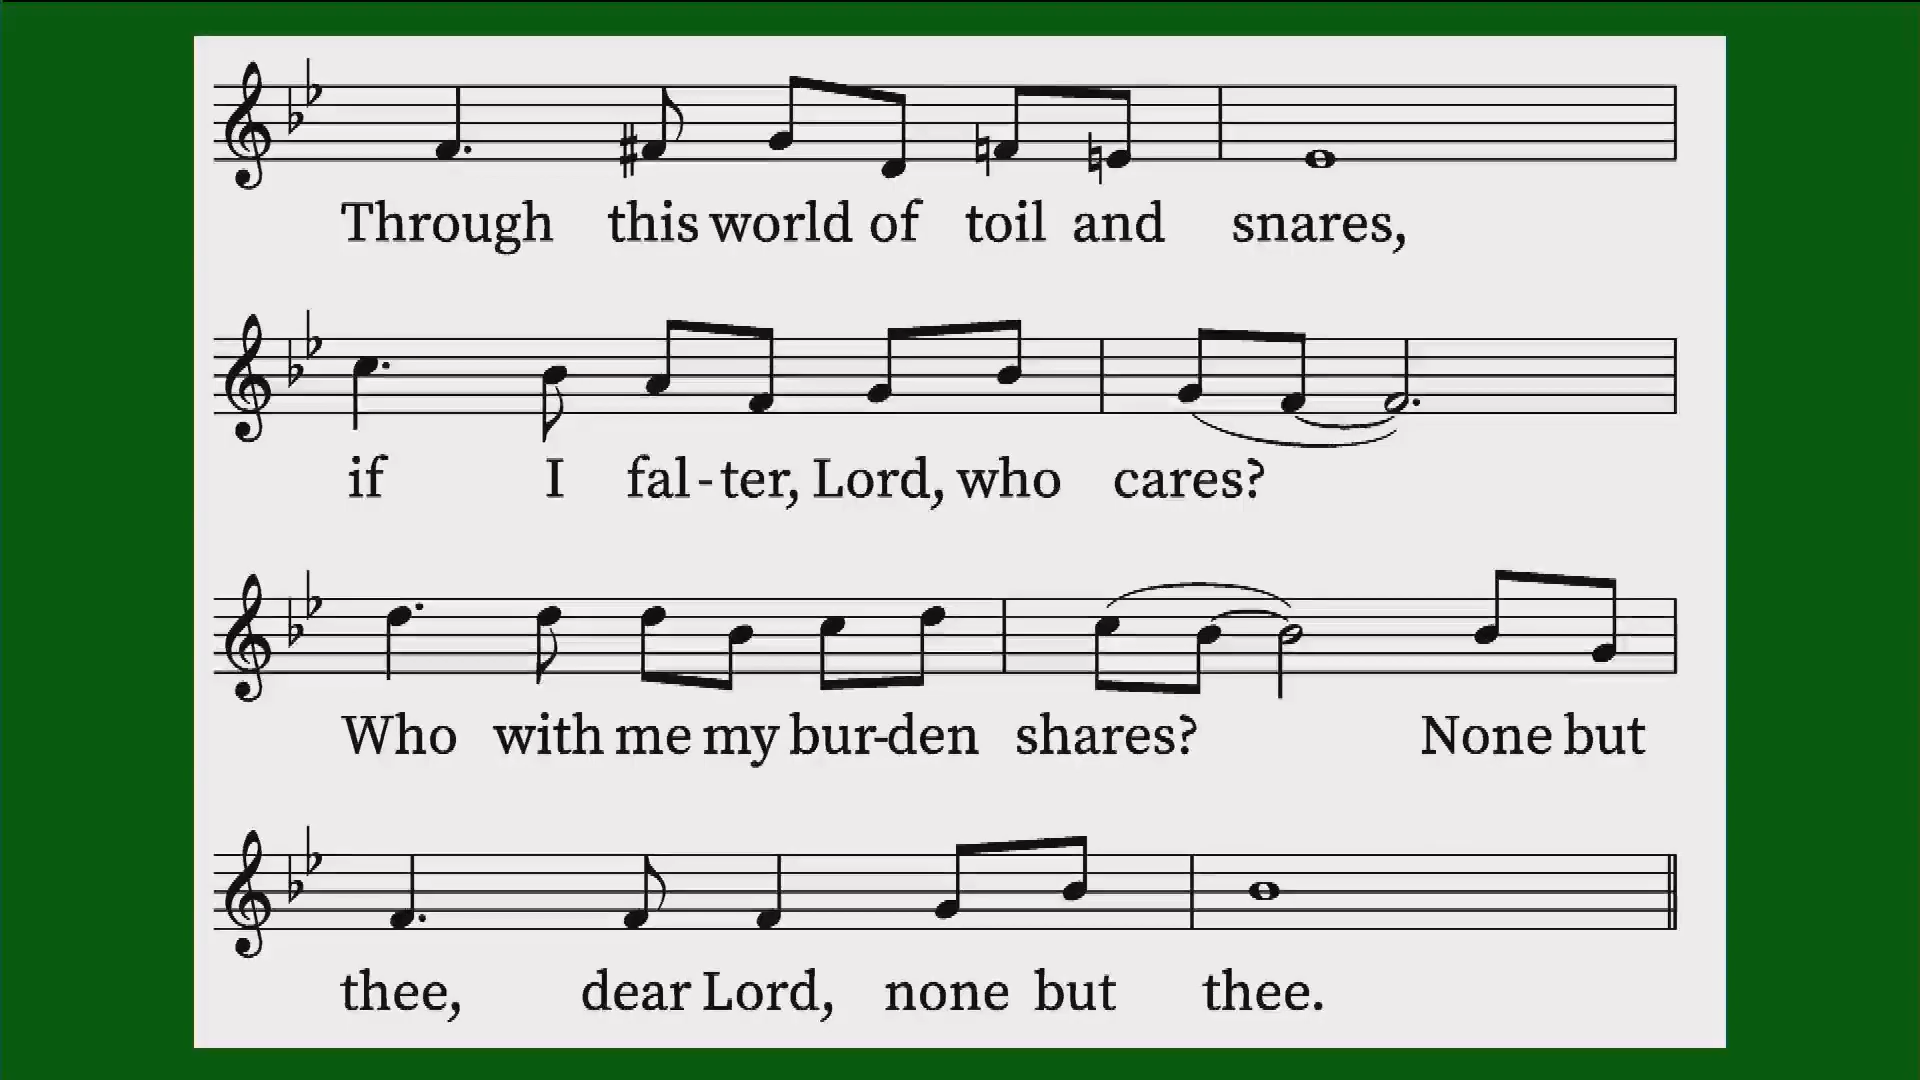 Through this world of toil and snares,
if I fal-ter, Lord, who cares?
Who with me my bur-den shares? None but
thee, dear Lord, none but thee.